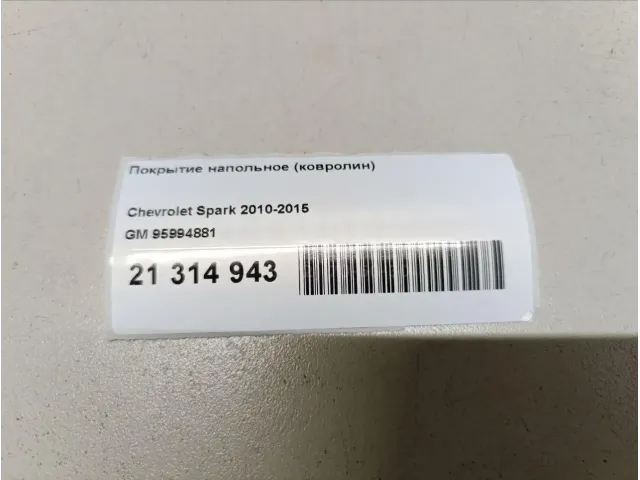 Покрытие напольное (ковролин)
Chevrolet Spark 2010-2015
GM 95994881
21 314 943